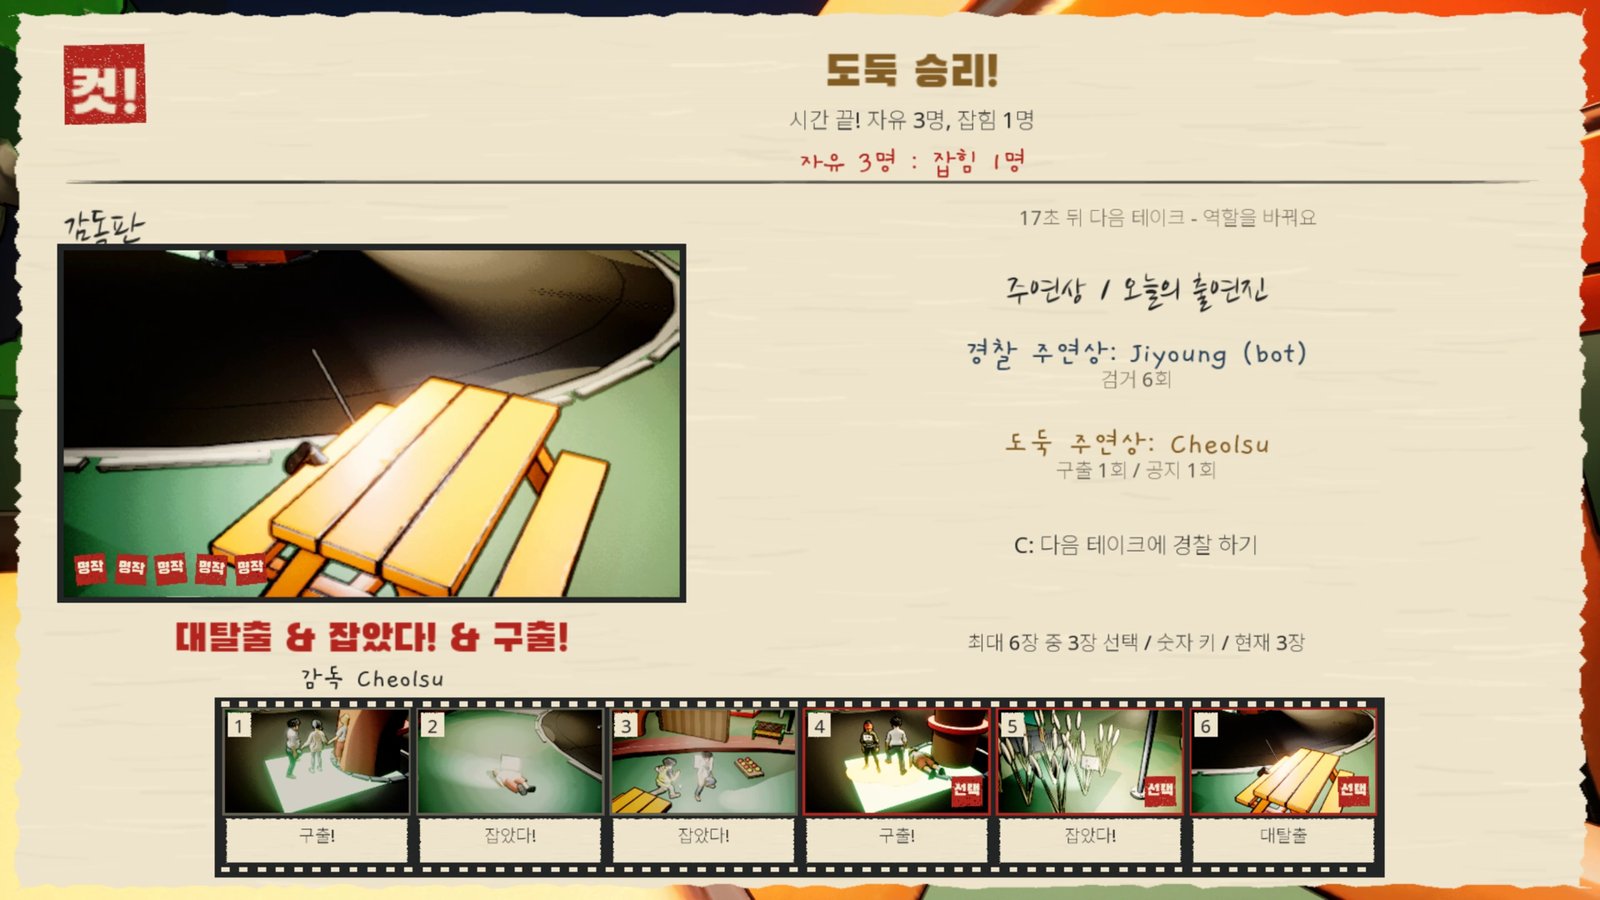 컷!
도둑 승리!
시간 끝! 자유 3명, 잡힘 1명
자유 3명 : 잡힘 1명
감독판
17초 뒤 다음 테이크 - 역할을 바꿔요
주연상 / 오늘의 출연진
경찰 주연상: Jiyoung (bot)
검거 6회
도둑 주연상: Cheolsu
구출 1회 / 공지 1회
C: 다음 테이크에 경찰 하기
명작 명작 명작 명작 명작
대탈출 & 잡았다! & 구출!
감독 Cheolsu
최대 6장 중 3장 선택 / 숫자 키 / 현재 3장
1 2 3 4 5 6
선택 선택 선택
구출! 잡았다! 잡았다! 구출! 잡았다! 대탈출